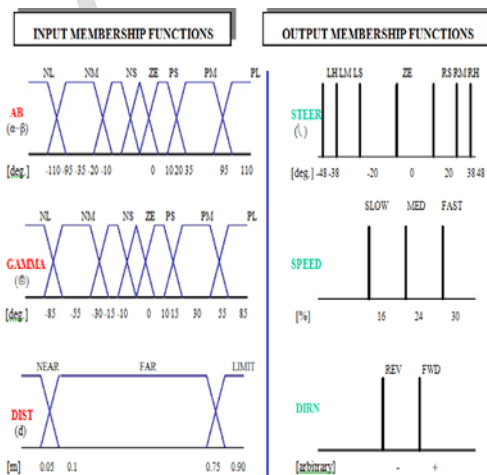 INPUT MEMBERSHIP FUNCTIONS
NL NM NS ZE PS PM PL
AB
(α-β)
[deg.] -110 -95 -35 -20 -10 0 10 20 35 95 110
NL NM NS ZE PS PM PL
GAMMA
[deg.] -85 -55 -30 -15 -10 0 10 15 30 55 85
NEAR FAR LIMIT
DIST
(d)
[m] 0.05 0.1 0.75 0.90
OUTPUT MEMBERSHIP FUNCTIONS
LH LM LS ZE RS RM RH
STEER
[deg.] -48 -38 -20 0 20 38 48
SLOW MED FAST
SPEED
[%] 16 24 30
REV FWD
DIRN
[arbitrary] - +